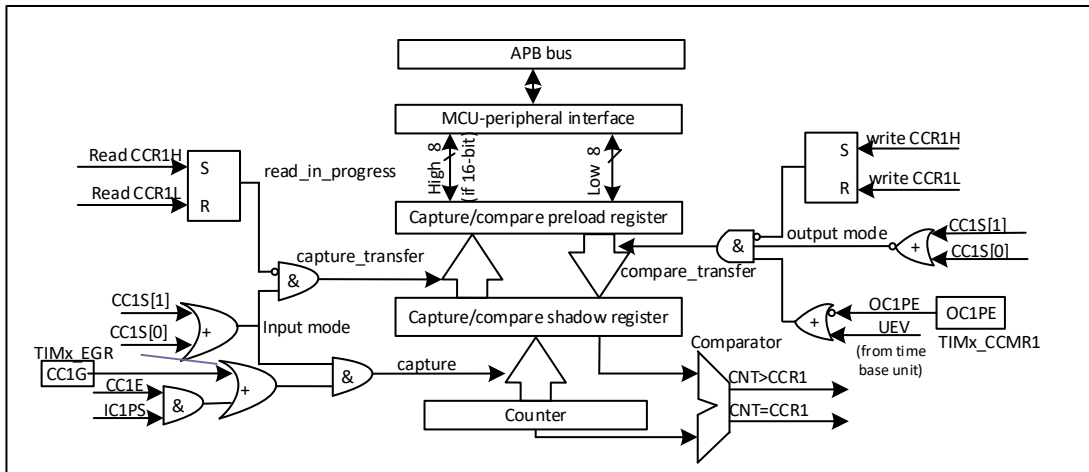 APB bus
MCU-peripheral interface
High 8
(if 16-bit)
Low 8
Read CCR1H
Read CCR1L
S
R
read_in_progress
write CCR1H
write CCR1L
S
R
Capture/compare preload register
&
output mode
CC1S[1]
CC1S[0]
+
capture_transfer
&
compare_transfer
CC1S[1]
CC1S[0]
+
Input mode
Capture/compare shadow register
+
OC1PE
UEV
(from time
base unit)
OC1PE
TIMx_CCMR1
TIMx_EGR
CC1G
CC1E
IC1PS
&
+
&
capture
Comparator
CNT>CCR1
CNT=CCR1
Counter